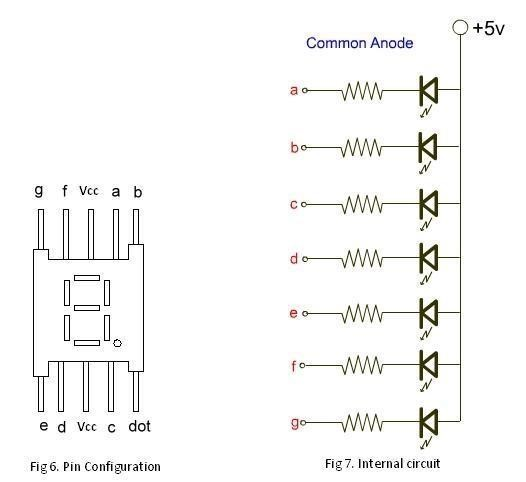 Common Anode
+5v
a
b
c
d
e
f
g
g f Vcc a b
e d Vcc c dot
Fig 6. Pin Configuration
Fig 7. Internal circuit